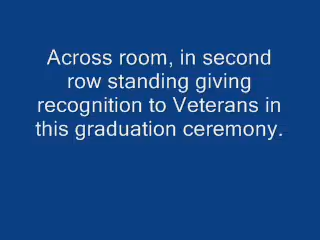 Across room, in second
row standing giving
recognition to Veterans in
this graduation ceremony.